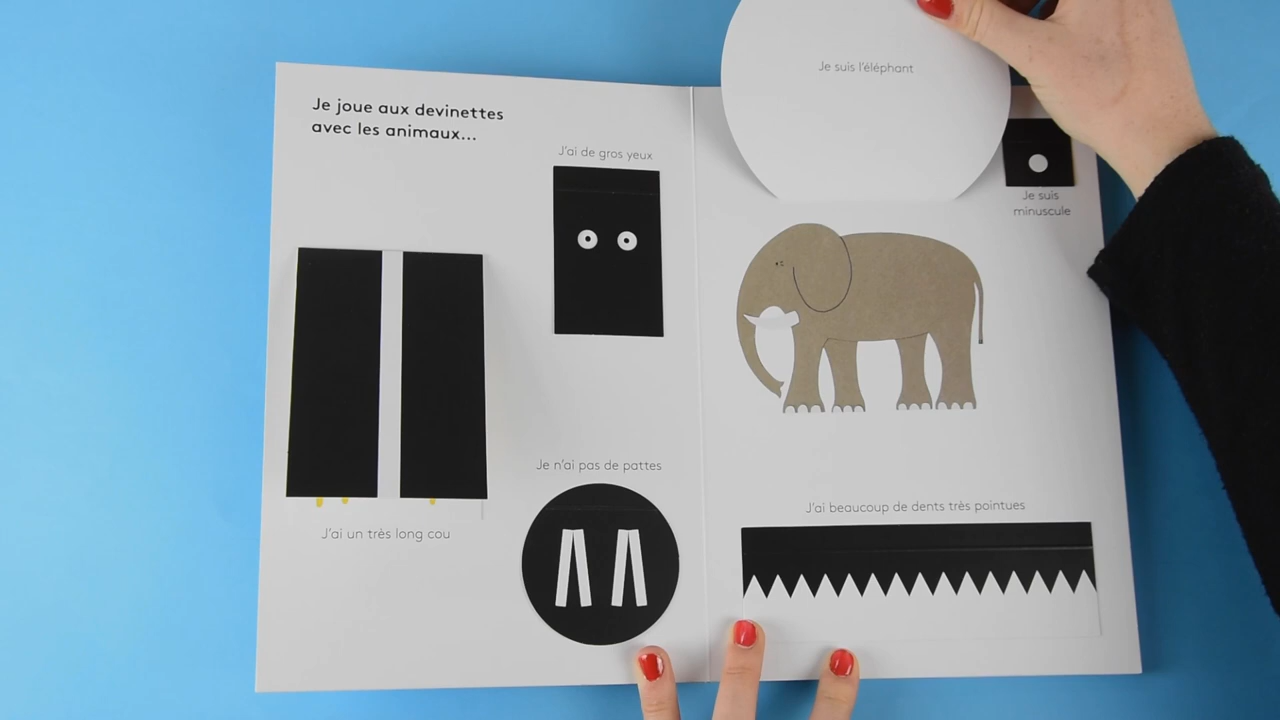 Je joue aux devinettes
avec les animaux...
J'ai de gros yeux
J'ai un très long cou
Je n'ai pas de pattes
Je suis l'éléphant
Je suis
minuscule
J'ai beaucoup de dents très pointues